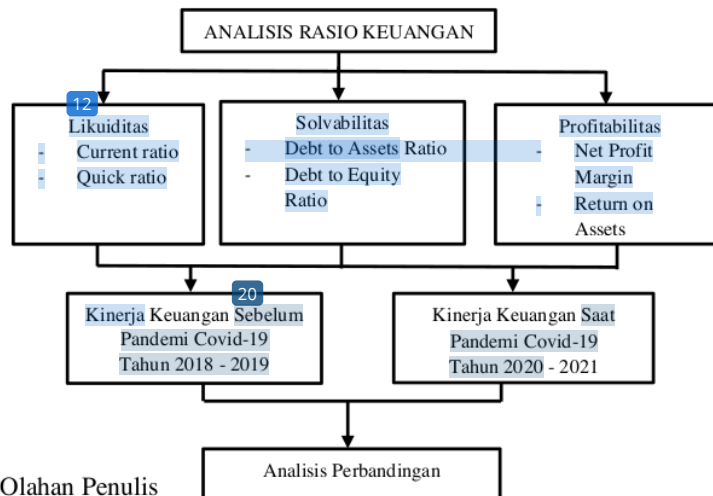 ANALISIS RASIO KEUANGAN
12
Likuiditas
- Current ratio
- Quick ratio
Solvabilitas
- Debt to Assets Ratio
- Debt to Equity
Ratio
Profitabilitas
- Net Profit
Margin
- Return on
Assets
20
Kinerja Keuangan Sebelum
Pandemi Covid-19
Tahun 2018 - 2019
Kinerja Keuangan Saat
Pandemi Covid-19
Tahun 2020 - 2021
Analisis Perbandingan
Olahan Penulis